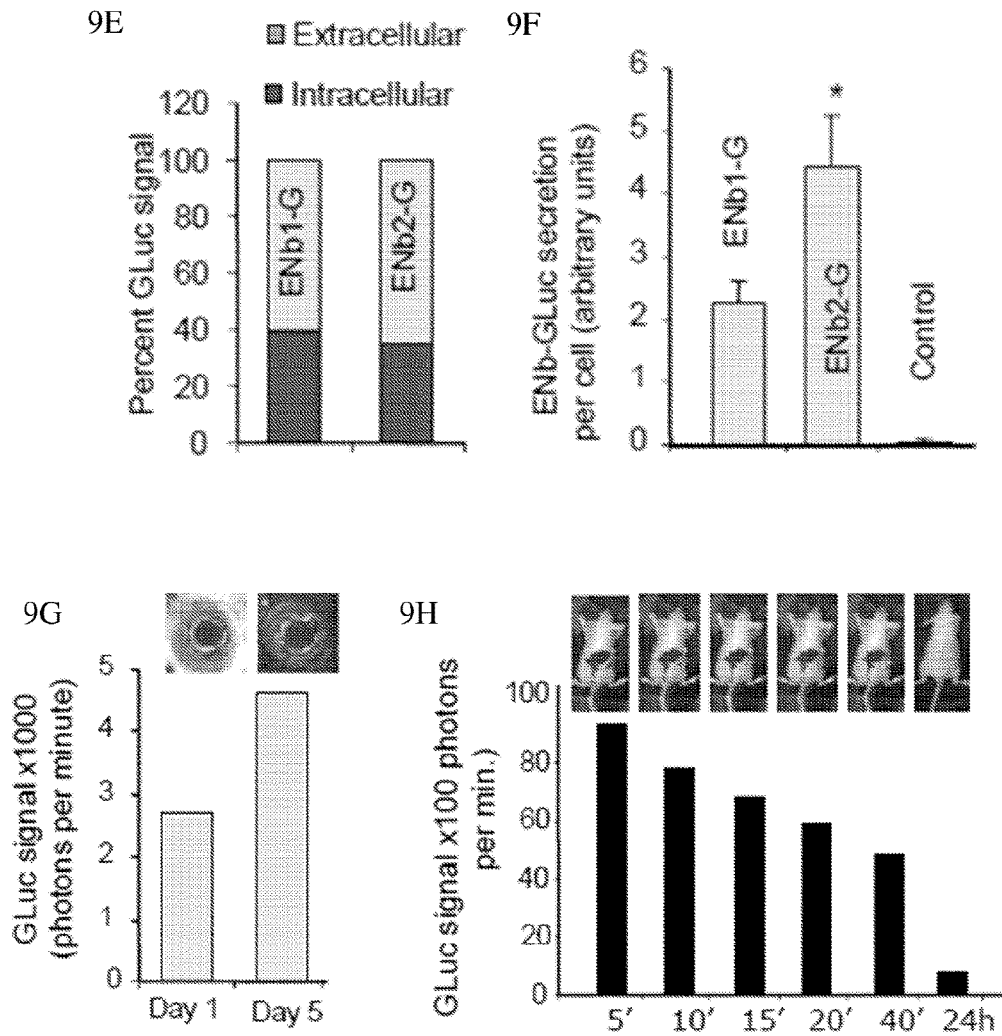 9E
Extracellular
Intracellular
Percent GLuc signal
120
100
80
60
40
20
0
ENb1-G
ENb2-G
9F
ENb-GLuc secretion
per cell (arbitrary units)
6
5
4
3
2
1
0
ENb1-G
*
ENb2-G
Control
9G
GLuc signal x1000
(photons per minute)
5
4
3
2
1
0
Day 1 Day 5
9H
GLuc signal x100 photons
per min.)
100
80
60
40
20
0
5' 10' 15' 20' 40' 24h